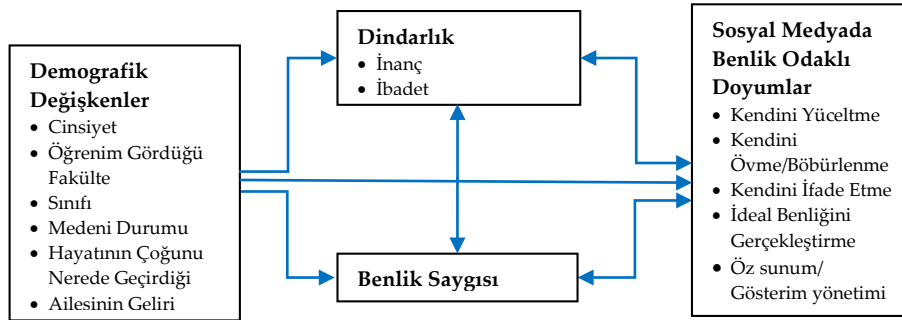 Demografik
Değişkenler
• Cinsiyet
• Öğrenim Gördüğü
Fakülte
• Sınıfı
• Medeni Durumu
• Hayatının Çoğunu
Nerede Geçirdiği
• Ailesinin Geliri
Dindarlık
• İnanç
• İbadet
Benlik Saygısı
Sosyal Medyada
Benlik Odaklı
Doyumlar
• Kendini Yüceltme
• Kendini
Övme/Böbürlenme
• Kendini İfade Etme
• İdeal Benliğini
Gerçekleştirme
• Öz sunum/
Gösterim yönetimi